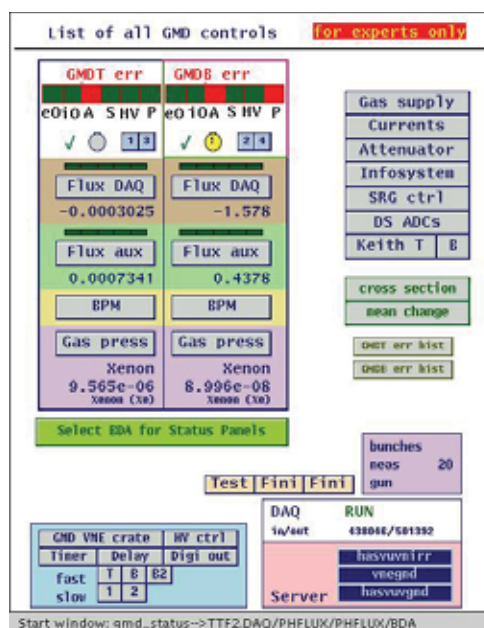 List of all GMD controls
for experts only
GMDT err
GMDB err
eOiOA S HV P
eOiOA S HV P
1 3
2 4
Flux DAQ
Flux DAQ
-0.0003025
-1.578
Flux aux
Flux aux
0.0007341
0.4378
BPM
BPM
Gas press
Gas press
Xenon
Xenon
9.565e-06
8.996e-08
Xenon (Xe)
Xenon (Xe)
Select BDA for Status Panels
Gas supply
Currents
Attenuator
Infosystem
SRG ctrl
DS ADCs
Keith T B
cross section
mean change
GMDT err hist
GMDB err hist
bunches
meas 20
gun
Test Fini Fini
DAQ RUN
in/out 438046/501392
hasvuvmirr
vmegmd
Server hasvuvgmd
GMD VME crate HV ctrl
Timer Delay Digi out
fast T B B2
slow 1 2
Start window: gmd_status-->TTF2.DAQ/PHFLUX/PHFLUX/BDA